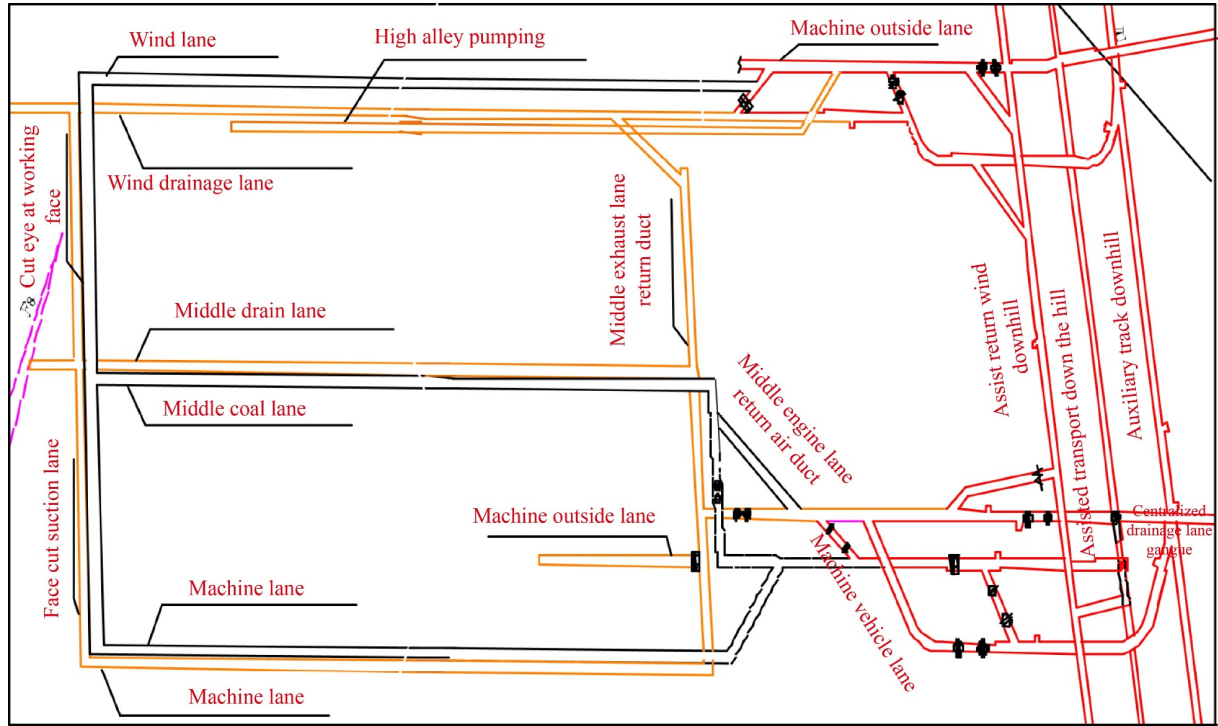 Wind lane
High alley pumping
Machine outside lane
Wind drainage lane
Cut eye at working
face
F8
Middle exhaust lane
return duct
Middle drain lane
Middle coal lane
Middle engine lane
return air duct
Assist return wind
downhill
Assisted transport down the hill
Auxiliary track downhill
Face cut suction lane
Machine outside lane
Machine vehicle lane
Centralized
drainage lane
gangue
Machine lane
Machine lane